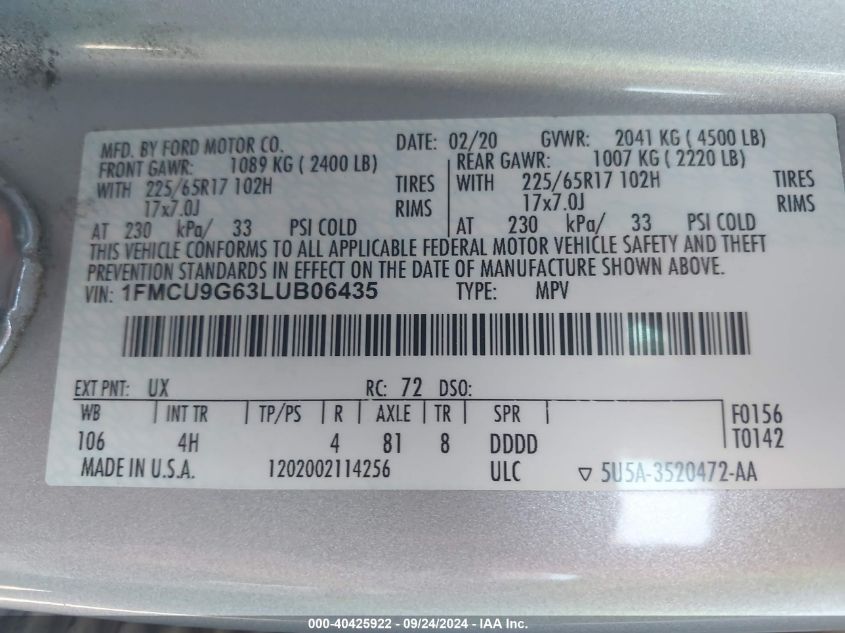 MFD. BY FORD MOTOR CO. DATE: 02/20 GVWR: 2041 KG ( 4500 LB)
FRONT GAWR: 1089 KG ( 2400 LB) REAR GAWR: 1007 KG ( 2220 LB)
WITH 225/65R17 102H TIRES WITH 225/65R17 102H TIRES
17x7.0J RIMS 17x7.0J RIMS
AT 230 kPa/ 33 PSI COLD AT 230 kPa/ 33 PSI COLD
THIS VEHICLE CONFORMS TO ALL APPLICABLE FEDERAL MOTOR VEHICLE SAFETY AND THEFT
PREVENTION STANDARDS IN EFFECT ON THE DATE OF MANUFACTURE SHOWN ABOVE.
VIN: 1FMCU9G63LUB06435 TYPE: MPV
EXT PNT: UX RC: 72 DSO:
WB INT TR TP/PS R AXLE TR SPR F0156
106 4H 4 81 8 DDDD T0142
MADE IN U.S.A. 1202002114256 ULC ▽ 5U5A-3520472-AA
000-40425922 - 09/24/2024 - IAA Inc.